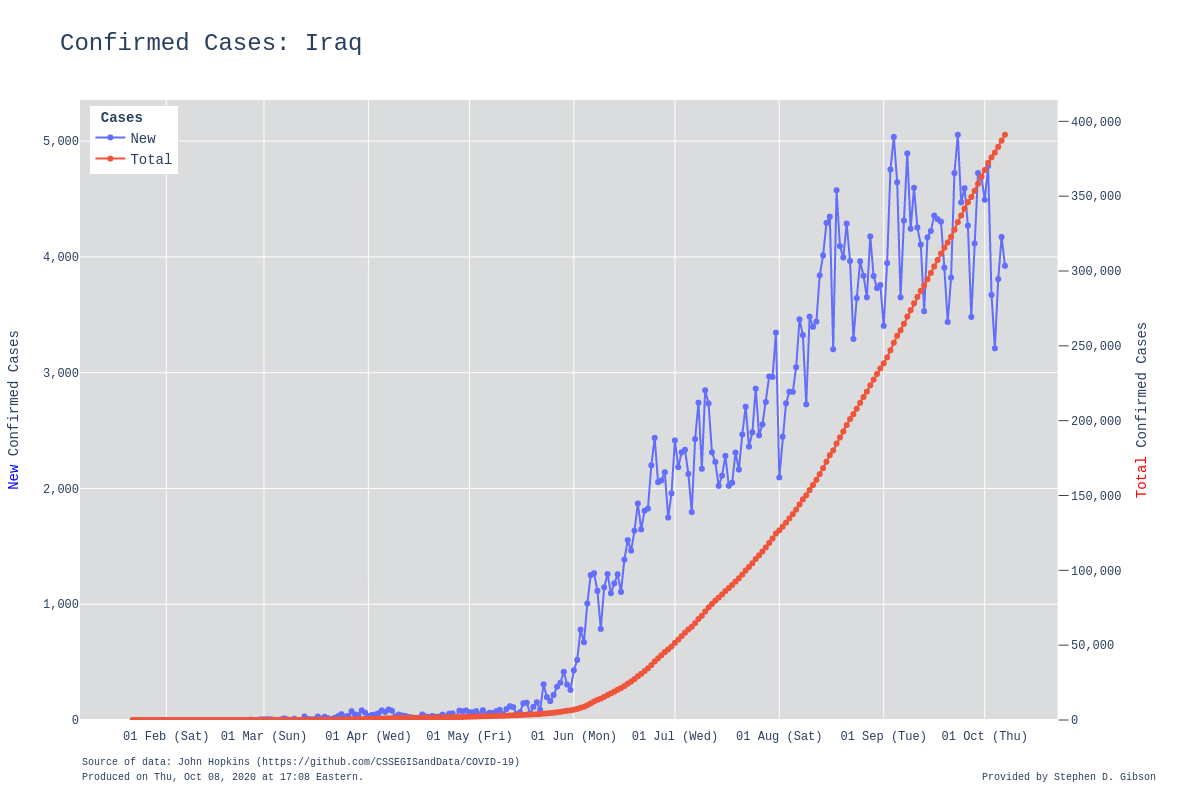 Confirmed Cases: Iraq
Cases
New
Total
5,000
4,000
3,000
2,000
1,000
0
New Confirmed Cases
400,000
350,000
300,000
250,000
200,000
150,000
100,000
50,000
0
Total Confirmed Cases
01 Feb (Sat) 01 Mar (Sun) 01 Apr (Wed) 01 May (Fri) 01 Jun (Mon) 01 Jul (Wed) 01 Aug (Sat) 01 Sep (Tue) 01 Oct (Thu)
Source of data: John Hopkins (https://github.com/CSSEGISandData/COVID-19)
Produced on Thu, Oct 08, 2020 at 17:08 Eastern.
Provided by Stephen D. Gibson